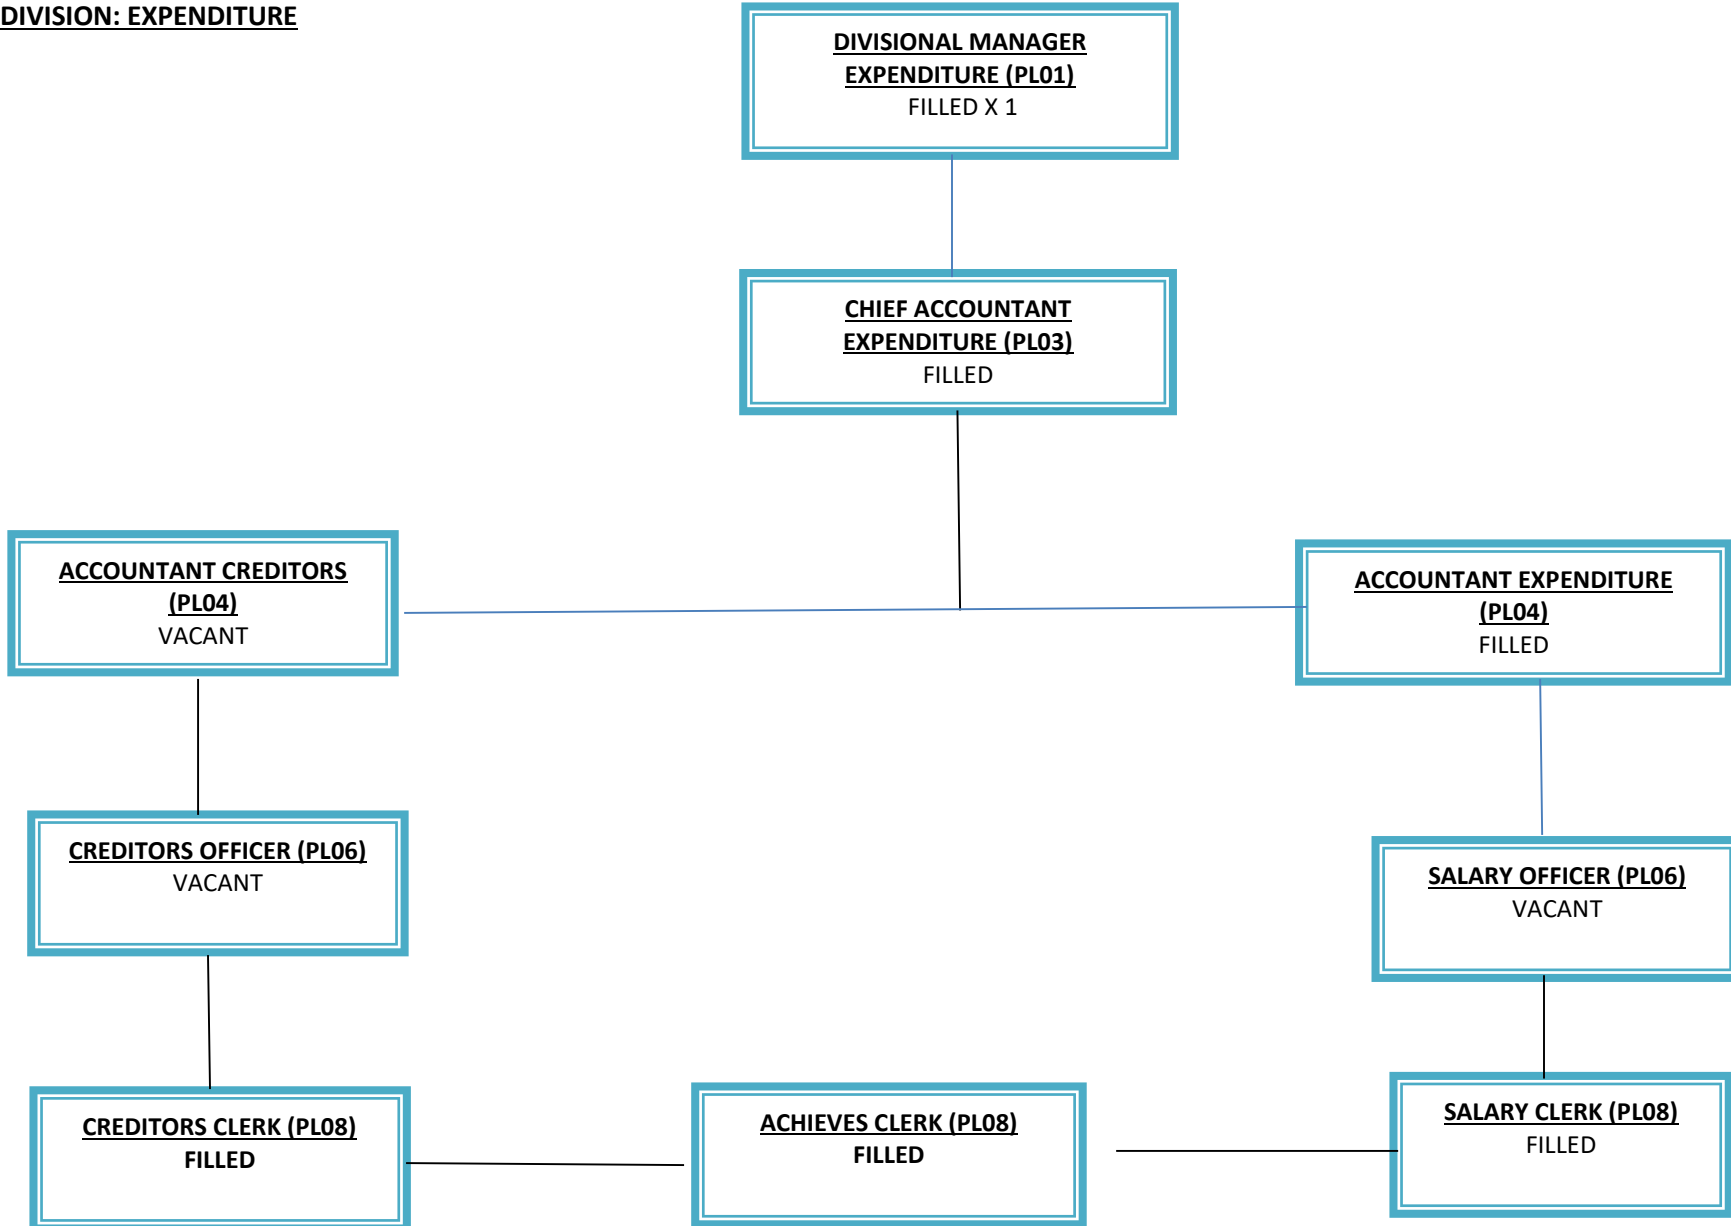 DIVISION: EXPENDITURE
DIVISIONAL MANAGER
EXPENDITURE (PL01)
FILLED X 1
CHIEF ACCOUNTANT
EXPENDITURE (PL03)
FILLED
ACCOUNTANT CREDITORS
(PL04)
VACANT
ACCOUNTANT EXPENDITURE
(PL04)
FILLED
CREDITORS OFFICER (PL06)
VACANT
SALARY OFFICER (PL06)
VACANT
CREDITORS CLERK (PL08)
FILLED
ACHIEVES CLERK (PL08)
FILLED
SALARY CLERK (PL08)
FILLED